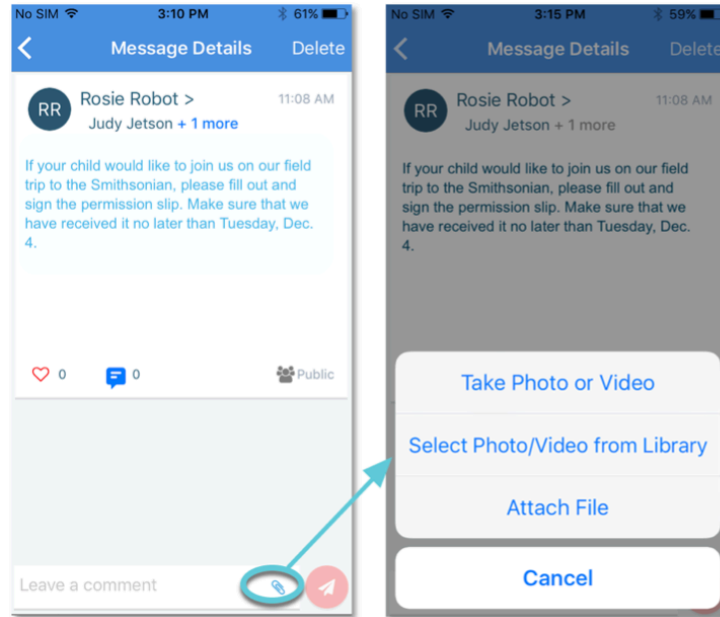 No SIM 3:10 PM 61%
Message Details Delete
RR Rosie Robot > 11:08 AM
Judy Jetson + 1 more
If your child would like to join us on our field
trip to the Smithsonian, please fill out and
sign the permission slip. Make sure that we
have received it no later than Tuesday, Dec.
4.
0 0 Public
Leave a comment
No SIM 3:15 PM 59%
Message Details Delete
RR Rosie Robot > 11:08 AM
Judy Jetson + 1 more
If your child would like to join us on our field
trip to the Smithsonian, please fill out and
sign the permission slip. Make sure that we
have received it no later than Tuesday, Dec.
4.
Take Photo or Video
Select Photo/Video from Library
Attach File
Cancel